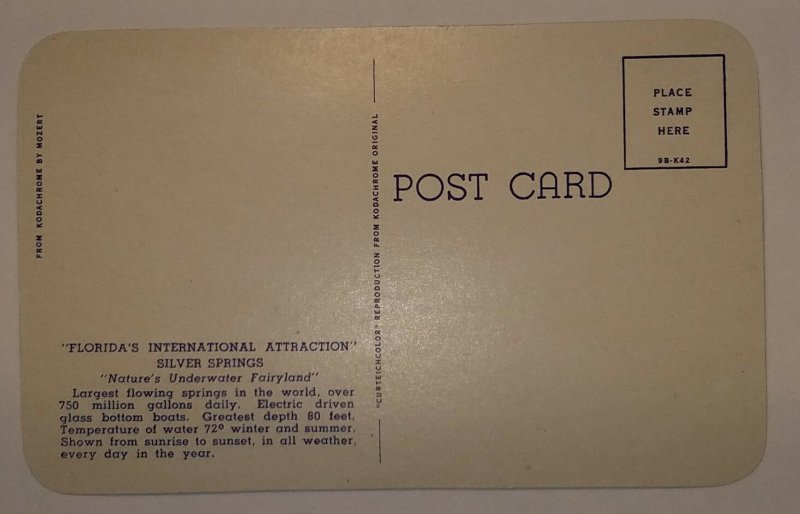 FROM KODACHROME BY MOZERT
"FLORIDA'S INTERNATIONAL ATTRACTION"
SILVER SPRINGS
"Nature's Underwater Fairyland"
Largest flowing springs in the world, over
750 million gallons daily. Electric driven
glass bottom boats. Greatest depth 80 feet.
Temperature of water 72º winter and summer.
Shown from sunrise to sunset, in all weather,
every day in the year.
"CURTEICHCOLOR" REPRODUCTION FROM KODACHROME ORIGINAL
POST CARD
PLACE
STAMP
HERE
9B-K42